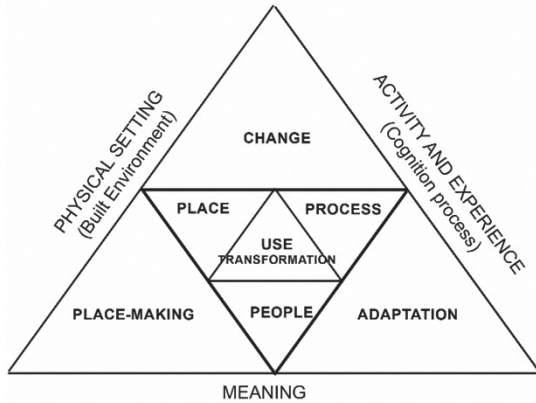 PHYSICAL SETTING
(Built Environment)
ACTIVITY AND EXPERIENCE
(Cognition process)
CHANGE
PLACE
PROCESS
USE
TRANSFORMATION
PLACE-MAKING
PEOPLE
ADAPTATION
MEANING